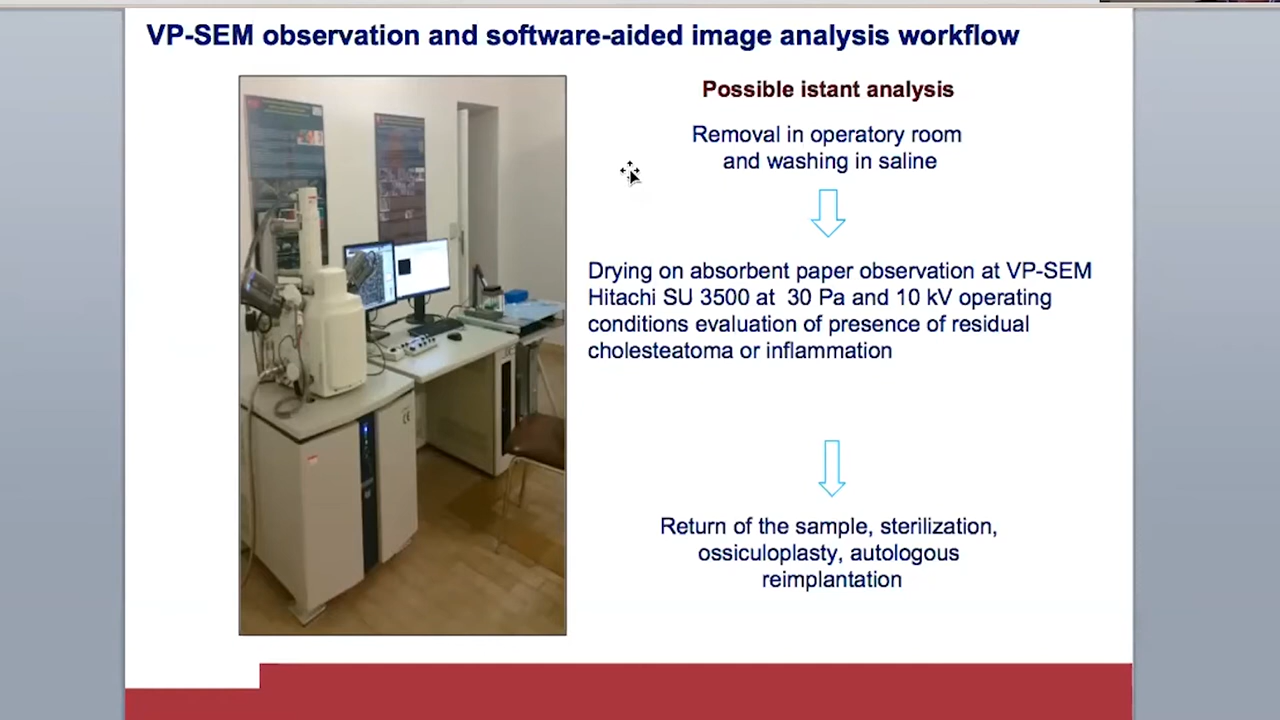 VP-SEM observation and software-aided image analysis workflow
Possible istant analysis
Removal in operatory room
and washing in saline
Drying on absorbent paper observation at VP-SEM
Hitachi SU 3500 at 30 Pa and 10 kV operating
conditions evaluation of presence of residual
cholesteatoma or inflammation
Return of the sample, sterilization,
ossiculoplasty, autologous
reimplantation